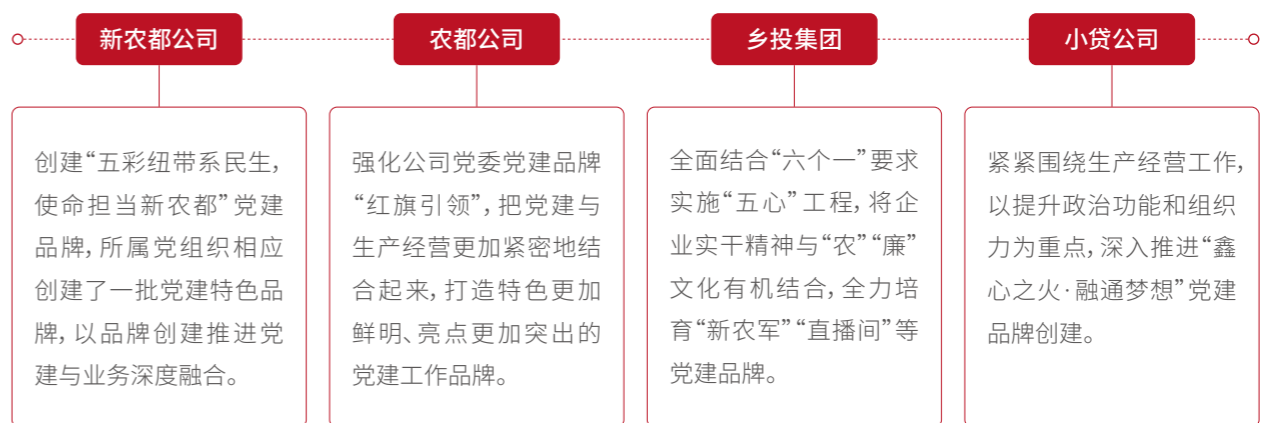 新农都公司
创建“五彩纽带系民生,
使命担当新农都”党建
品牌,所属党组织相应
创建了一批党建特色品
牌,以品牌创建推进党
建与业务深度融合。
农都公司
强化公司党委党建品牌
“红旗引领”,把党建与
生产经营更加紧密地结
合起来,打造特色更加
鲜明、亮点更加突出的
党建工作品牌。
乡投集团
全面结合“六个一”要求
实施“五心”工程,将企
业实干精神与“农”“廉”
文化有机结合,全力培
育“新农军”“直播间”等
党建品牌。
小贷公司
紧紧围绕生产经营工作,
以提升政治功能和组织
力为重点,深入推进“鑫
心之火·融通梦想”党建
品牌创建。